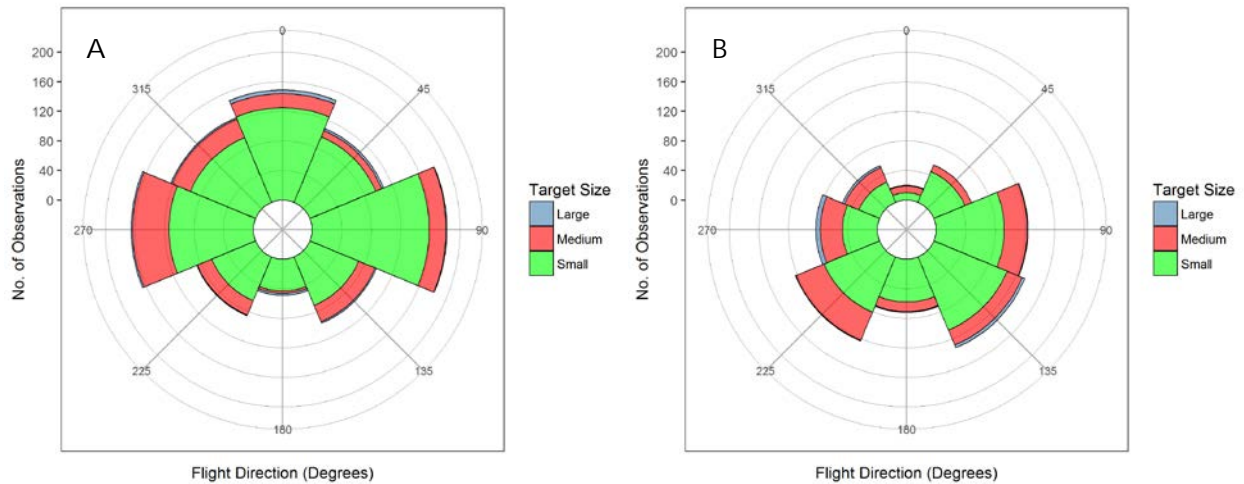 A
No. of Observations
200
160
120
80
40
0
0
45
90
135
180
225
270
315
Flight Direction (Degrees)
Target Size
Large
Medium
Small
B
No. of Observations
200
160
120
80
40
0
0
45
90
135
180
225
270
315
Flight Direction (Degrees)
Target Size
Large
Medium
Small